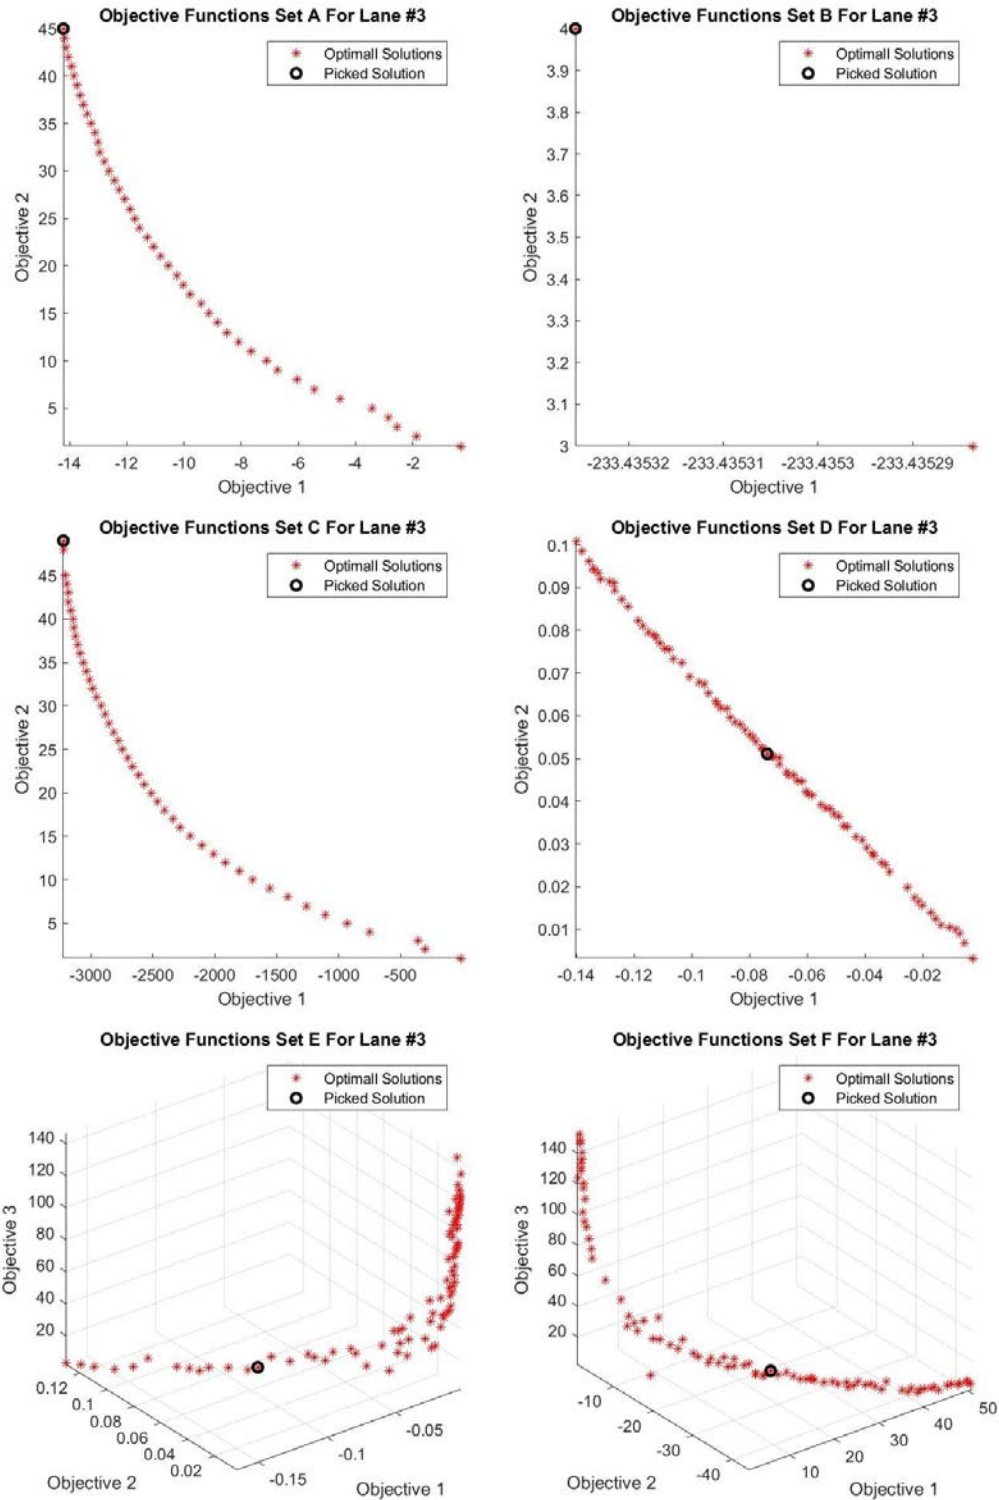 Objective Functions Set A For Lane #3
Optimall Solutions
Picked Solution
45
40
35
30
25
20
15
10
5
Objective 2
-14 -12 -10 -8 -6 -4 -2
Objective 1
Objective Functions Set B For Lane #3
Optimall Solutions
Picked Solution
4
3.9
3.8
3.7
3.6
3.5
3.4
3.3
3.2
3.1
3
Objective 2
-233.43532 -233.43531 -233.4353 -233.43529
Objective 1
Objective Functions Set C For Lane #3
Optimall Solutions
Picked Solution
45
40
35
30
25
20
15
10
5
Objective 2
-3000 -2500 -2000 -1500 -1000 -500
Objective 1
Objective Functions Set D For Lane #3
Optimall Solutions
Picked Solution
0.1
0.09
0.08
0.07
0.06
0.05
0.04
0.03
0.02
0.01
Objective 2
-0.14 -0.12 -0.1 -0.08 -0.06 -0.04 -0.02
Objective 1
Objective Functions Set E For Lane #3
Optimall Solutions
Picked Solution
140
120
100
80
60
40
20
Objective 3
0.12
0.1
0.08
0.06
0.04
0.02
Objective 2
-0.15
-0.1
-0.05
Objective 1
Objective Functions Set F For Lane #3
Optimall Solutions
Picked Solution
140
120
100
80
60
40
20
Objective 3
-10
-20
-30
-40
Objective 2
10
20
30
40
50
Objective 1